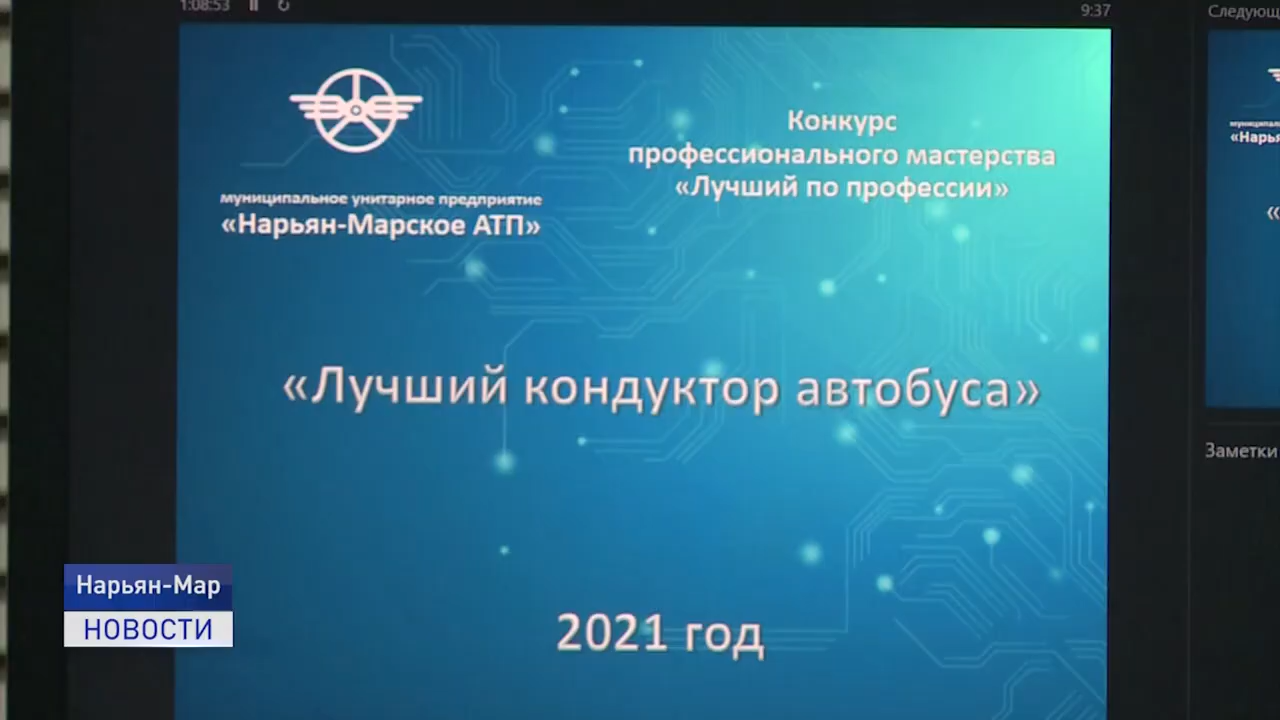 1:08:53
9:37
муниципальное унитарное предприятие
«Нарьян-Марское АТП»
Конкурс
профессионального мастерства
«Лучший по профессии»
«Лучший кондуктор автобуса»
2021 год
Заметки
Нарьян-Мар
НОВОСТИ